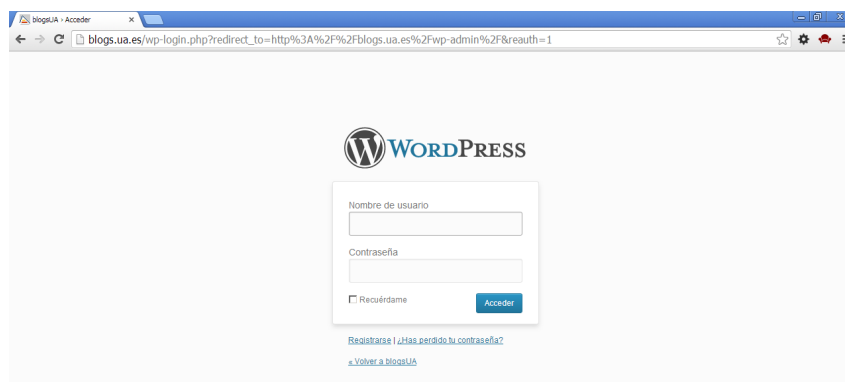 blogsUA › Acceder
blogs.ua.es/wp-login.php?redirect_to=http%3A%2F%2Fblogs.ua.es%2Fwp-admin%2F&reauth=1
WORDPRESS
Nombre de usuario
Contraseña
Recuérdame
Acceder
Registrarse | ¿Has perdido tu contraseña?
« Volver a blogsUA